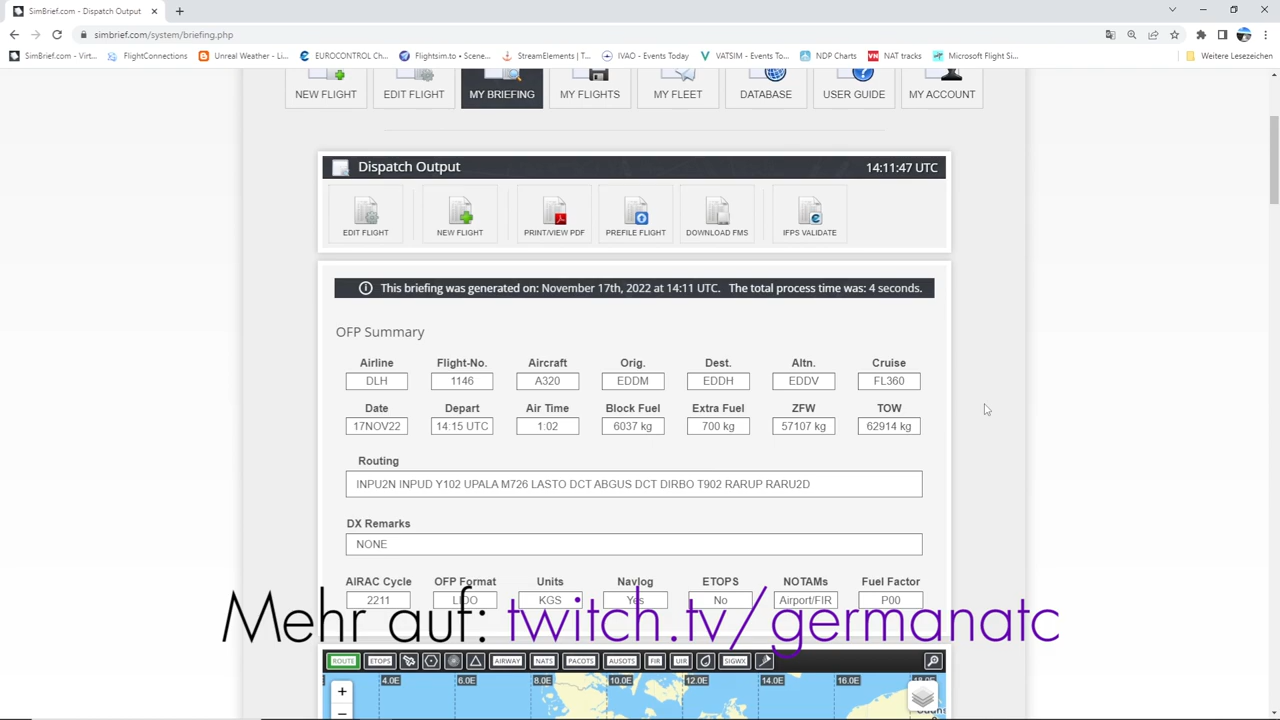 SimBrief.com - Dispatch Output
simbrief.com/system/briefing.php
SimBrief.com - Virt...
FlightConnections
Unreal Weather - Li...
EUROCONTROL Ch...
Flightsim.to • Scene...
StreamElements | T...
IVAO - Events Today
VATSIM - Events To...
NDP Charts
NAT tracks
Microsoft Flight Si...
Weitere Lesezeichen
NEW FLIGHT
EDIT FLIGHT
MY BRIEFING
MY FLIGHTS
MY FLEET
DATABASE
USER GUIDE
MY ACCOUNT
Dispatch Output
14:11:47 UTC
EDIT FLIGHT
NEW FLIGHT
PRINT/VIEW PDF
PREFILE FLIGHT
DOWNLOAD FMS
IFPS VALIDATE
This briefing was generated on: November 17th, 2022 at 14:11 UTC. The total process time was: 4 seconds.
OFP Summary
Airline Flight-No. Aircraft Orig. Dest. Altn. Cruise
DLH 1146 A320 EDDM EDDH EDDV FL360
Date Depart Air Time Block Fuel Extra Fuel ZFW TOW
17NOV22 14:15 UTC 1:02 6037 kg 700 kg 57107 kg 62914 kg
Routing
INPU2N INPUD Y102 UPALA M726 LASTO DCT ABGUS DCT DIRBO T902 RARUP RARU2D
DX Remarks
NONE
AIRAC Cycle OFP Format Units Navlog ETOPS NOTAMs Fuel Factor
2211 LIDO KGS Yes No Airport/FIR P00
Mehr auf: twitch.tv/germanatc
ROUTE ETOPS AIRWAY NATS PACOTS AUSOTS FIR UIR SIGWX
4.0E 6.0E 8.0E 10.0E 12.0E 14.0E 16.0E 18.0E
+